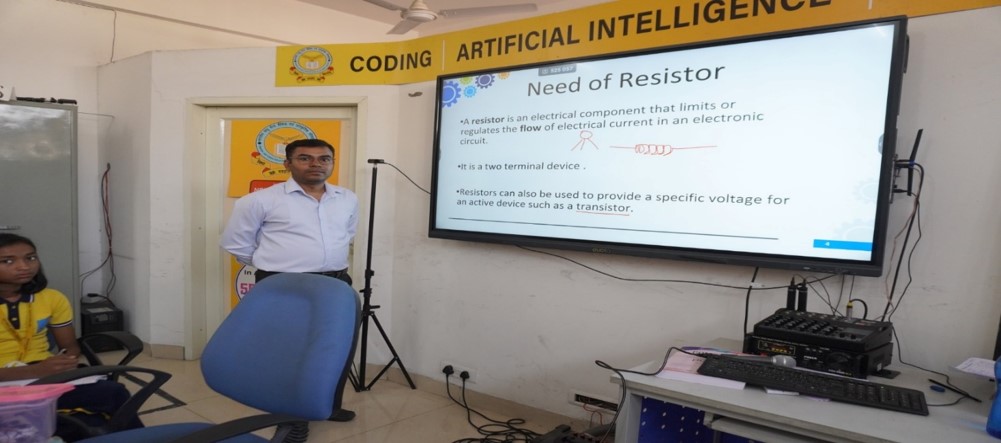 CODING | ARTIFICIAL INTELLIGENCE
Need of Resistor
•A resistor is an electrical component that limits or
regulates the flow of electrical current in an electronic
circuit.
•It is a two terminal device .
•Resistors can also be used to provide a specific voltage for
an active device such as a transistor.